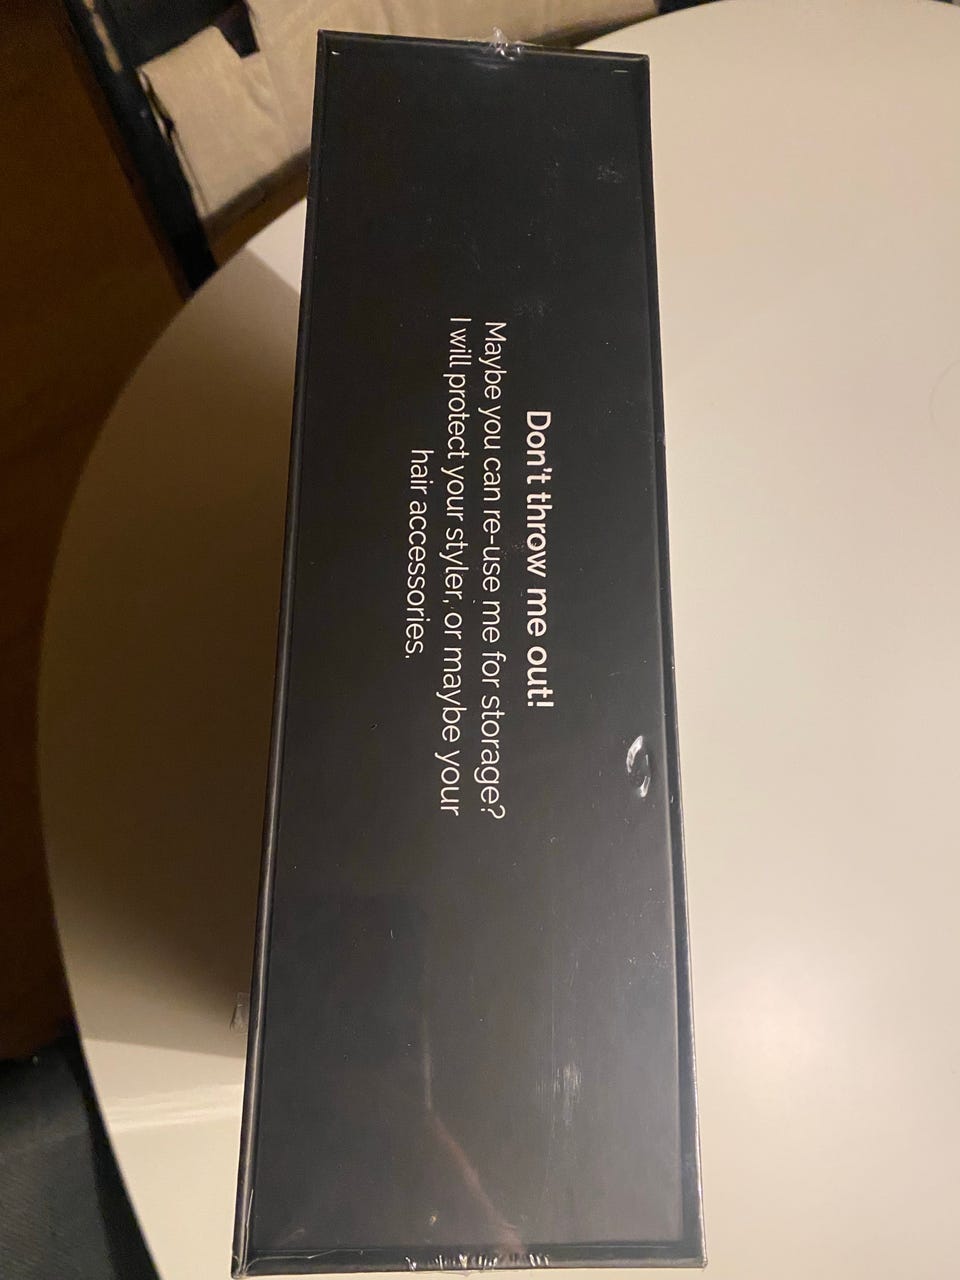 Don't throw me out!
Maybe you can re-use me for storage?
I will protect your styler, or maybe your
hair accessories.